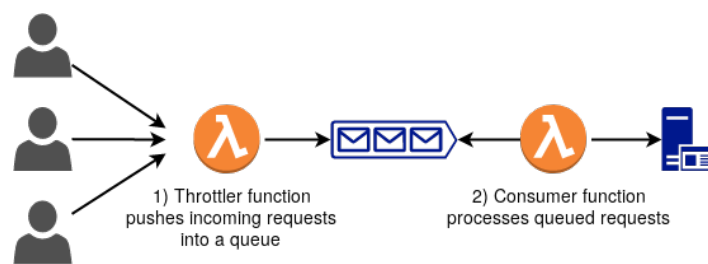 1) Throttler function
pushes incoming requests
into a queue
2) Consumer function
processes queued requests